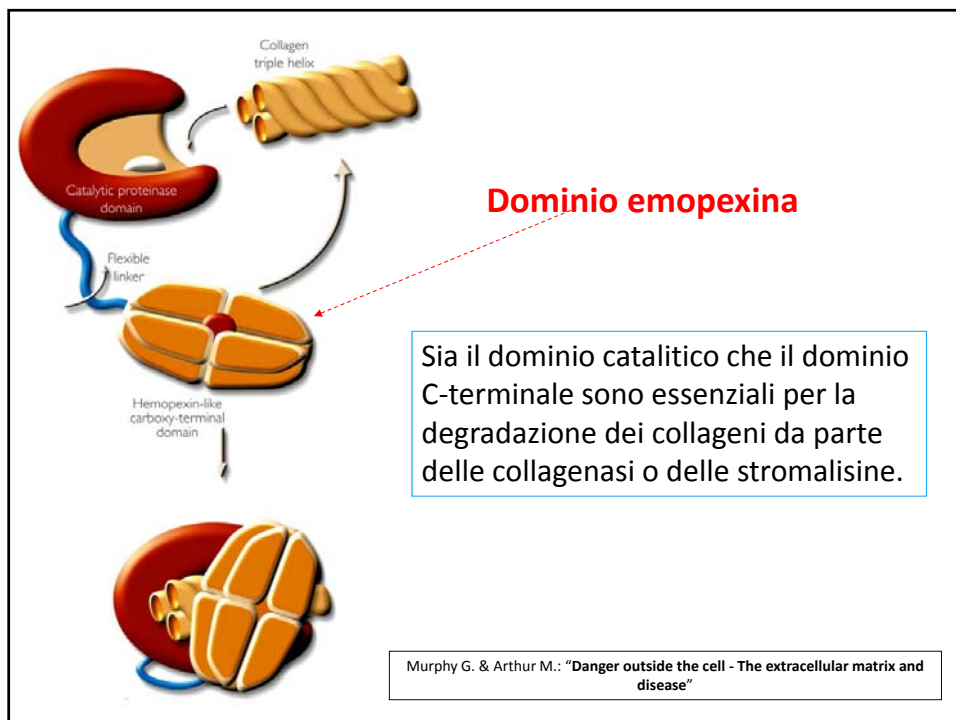 Collagen
triple helix
Catalytic proteinase
domain
Dominio emopexina
Flexible
linker
Sia il dominio catalitico che il dominio
C-terminale sono essenziali per la
degradazione dei collageni da parte
delle collagenasi o delle stromalisine.
Hemopexin-like
carboxy-terminal
domain
Murphy G. & Arthur M.: “Danger outside the cell - The extracellular matrix and
disease”